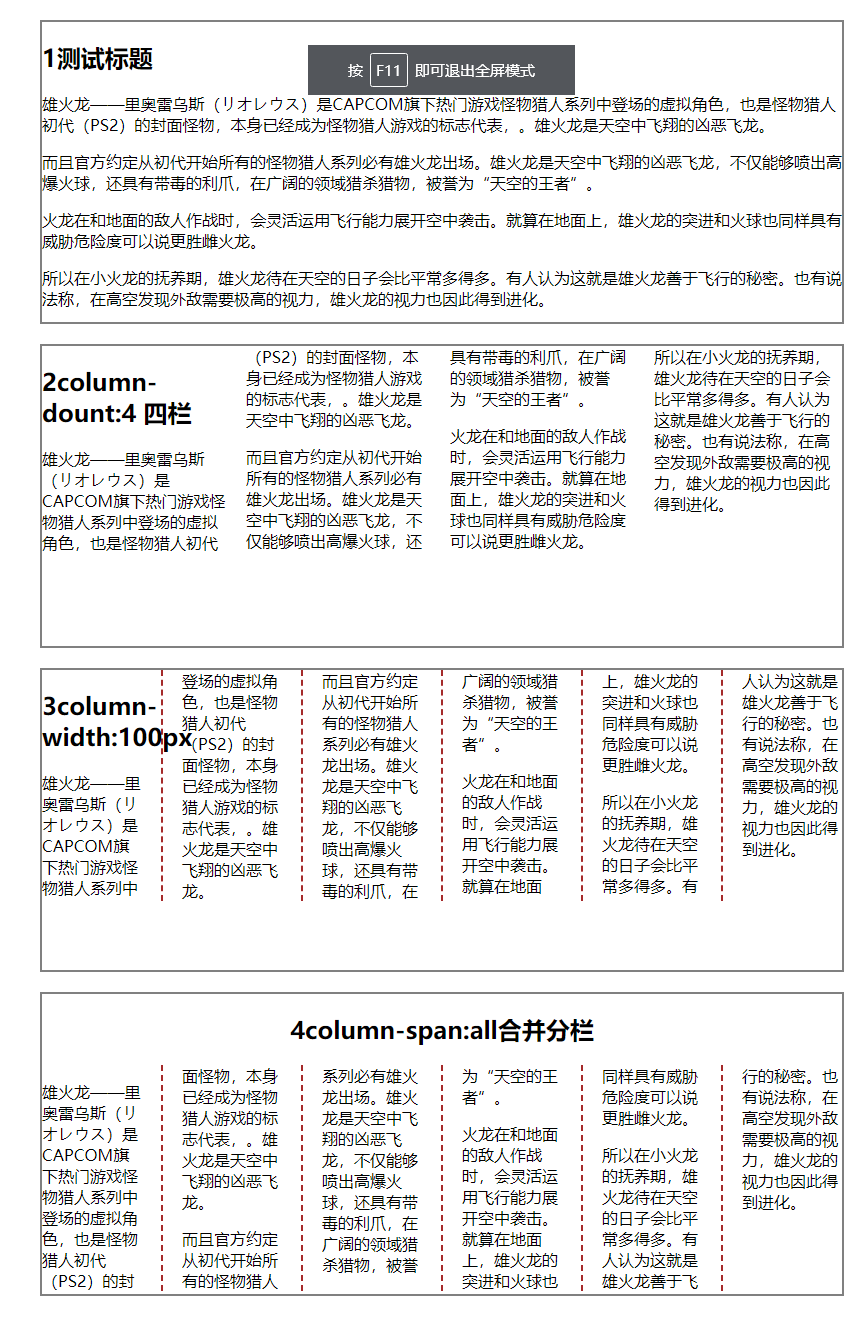 1测试标题
按 F11 即可退出全屏模式
雄火龙——里奥雷乌斯（リオレウス）是CAPCOM旗下热门游戏怪物猎人系列中登场的虚拟角色，也是怪物猎人
初代（PS2）的封面怪物，本身已经成为怪物猎人游戏的标志代表，。雄火龙是天空中飞翔的凶恶飞龙。
而且官方约定从初代开始所有的怪物猎人系列必有雄火龙出场。雄火龙是天空中飞翔的凶恶飞龙，不仅能够喷出高
爆火球，还具有带毒的利爪，在广阔的领域猎杀猎物，被誉为“天空的王者”。
火龙在和地面的敌人作战时，会灵活运用飞行能力展开空中袭击。就算在地面上，雄火龙的突进和火球也同样具有
威胁危险度可以说更胜雌火龙。
所以在小火龙的抚养期，雄火龙待在天空的日子会比平常多得多。有人认为这就是雄火龙善于飞行的秘密。也有说
法称，在高空发现外敌需要极高的视力，雄火龙的视力也因此得到进化。
2column-
dount:4 四栏
雄火龙——里奥雷乌斯
（リオレウス）是
CAPCOM旗下热门游戏怪
物猎人系列中登场的虚拟
角色，也是怪物猎人初代
（PS2）的封面怪物，本
身已经成为怪物猎人游戏
的标志代表，。雄火龙是
天空中飞翔的凶恶飞龙。
而且官方约定从初代开始
所有的怪物猎人系列必有
雄火龙出场。雄火龙是天
空中飞翔的凶恶飞龙，不
仅能够喷出高爆火球，还
具有带毒的利爪，在广阔
的领域猎杀猎物，被誉
为“天空的王者”。
火龙在和地面的敌人作战
时，会灵活运用飞行能力
展开空中袭击。就算在地
面上，雄火龙的突进和火
球也同样具有威胁危险度
可以说更胜雌火龙。
所以在小火龙的抚养期，
雄火龙待在天空的日子会
比平常多得多。有人认为
这就是雄火龙善于飞行的
秘密。也有说法称，在高
空发现外敌需要极高的视
力，雄火龙的视力也因此
得到进化。
3column-
width:100px
雄火龙——里
奥雷乌斯（リ
オレウス）是
CAPCOM旗
下热门游戏怪
物猎人系列中
登场的虚拟角
色，也是怪物
猎人初代
（PS2）的封
面怪物，本身
已经成为怪物
猎人游戏的标
志代表，。雄
火龙是天空中
飞翔的凶恶飞
龙。
而且官方约定
从初代开始所
有的怪物猎人
系列必有雄火
龙出场。雄火
龙是天空中飞
翔的凶恶飞
龙，不仅能够
喷出高爆火
球，还具有带
毒的利爪，在
广阔的领域猎
杀猎物，被誉
为“天空的王
者”。
火龙在和地面
的敌人作战
时，会灵活运
用飞行能力展
开空中袭击。
就算在地面
上，雄火龙的
突进和火球也
同样具有威胁
危险度可以说
更胜雌火龙。
所以在小火龙
的抚养期，雄
火龙待在天空
的日子会比平
常多得多。有
人认为这就是
雄火龙善于飞
行的秘密。也
有说法称，在
高空发现外敌
需要极高的视
力，雄火龙的
视力也因此得
到进化。
4column-span:all合并分栏
雄火龙——里
奥雷乌斯（リ
オレウス）是
CAPCOM旗
下热门游戏怪
物猎人系列中
登场的虚拟角
色，也是怪物
猎人初代
（PS2）的封
面怪物，本身
已经成为怪物
猎人游戏的标
志代表，。雄
火龙是天空中
飞翔的凶恶飞
龙。
而且官方约定
从初代开始所
有的怪物猎人
系列必有雄火
龙出场。雄火
龙是天空中飞
翔的凶恶飞
龙，不仅能够
喷出高爆火
球，还具有带
毒的利爪，在
广阔的领域猎
杀猎物，被誉
为“天空的王
者”。
火龙在和地面
的敌人作战
时，会灵活运
用飞行能力展
开空中袭击。
就算在地面
上，雄火龙的
突进和火球也
同样具有威胁
危险度可以说
更胜雌火龙。
所以在小火龙
的抚养期，雄
火龙待在天空
的日子会比平
常多得多。有
人认为这就是
雄火龙善于飞
行的秘密。也
有说法称，在
高空发现外敌
需要极高的视
力，雄火龙的
视力也因此得
到进化。